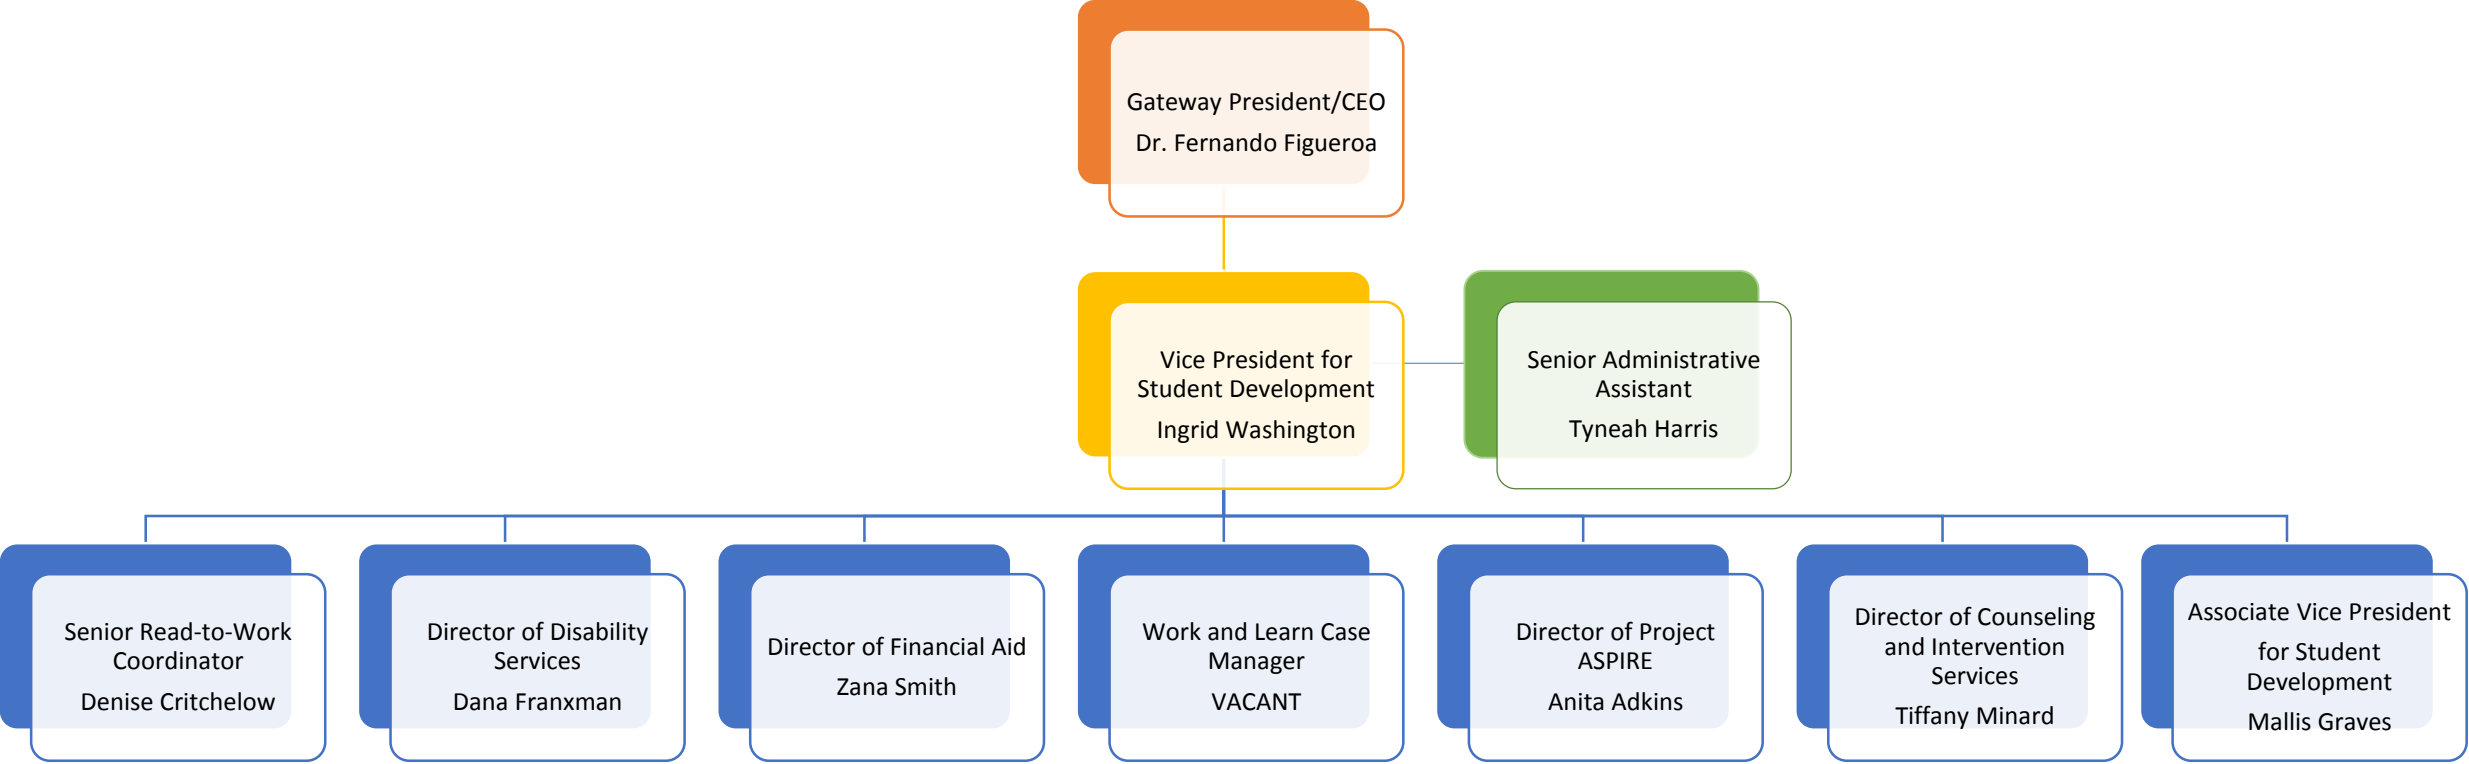 Gateway President/CEO
Dr. Fernando Figueroa
Vice President for
Student Development
Ingrid Washington
Senior Administrative
Assistant
Tyneah Harris
Senior Read-to-Work
Coordinator
Denise Critchelow
Director of Disability
Services
Dana Franxman
Director of Financial Aid
Zana Smith
Work and Learn Case
Manager
VACANT
Director of Project
ASPIRE
Anita Adkins
Director of Counseling
and Intervention
Services
Tiffany Minard
Associate Vice President
for Student
Development
Mallis Graves